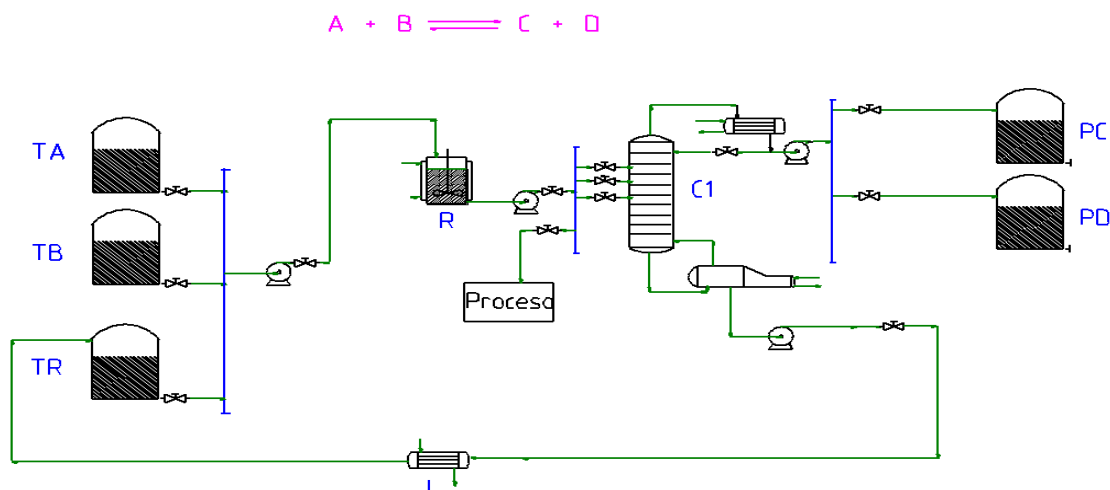 A + B ⇌ C + D
TA
PC
C1
PD
R
TB
Proceso
TR
I